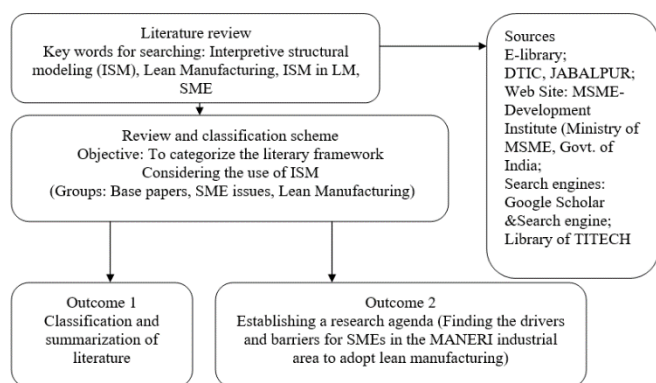 Literature review
Key words for searching: Interpretive structural
modeling (ISM), Lean Manufacturing, ISM in LM,
SME
Sources
E-library;
DTIC, JABALPUR;
Web Site: MSME-
Development
Institute (Ministry of
MSME, Govt. of
India;
Search engines:
Google Scholar
&Search engine;
Library of TITECH
Review and classification scheme
Objective: To categorize the literary framework
Considering the use of ISM
(Groups: Base papers, SME issues, Lean Manufacturing)
Outcome 1
Classification and
summarization of
literature
Outcome 2
Establishing a research agenda (Finding the drivers
and barriers for SMEs in the MANERI industrial
area to adopt lean manufacturing)